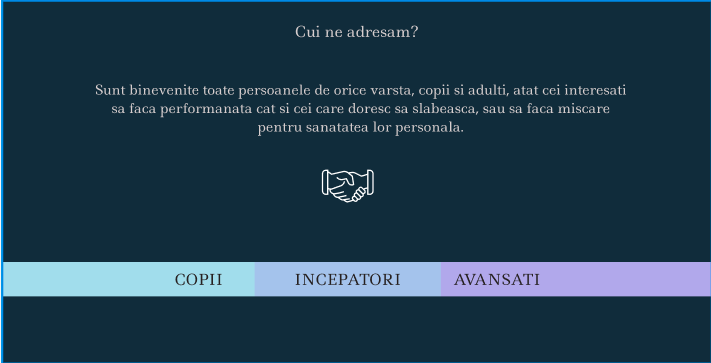 Cui ne adresam?
Sunt binevenite toate persoanele de orice varsta, copii si adulti, atat cei interesati
sa faca performanata cat si cei care doresc sa slabeasca, sau sa faca miscare
pentru sanatatea lor personala.
COPII INCEPATORI AVANSATI